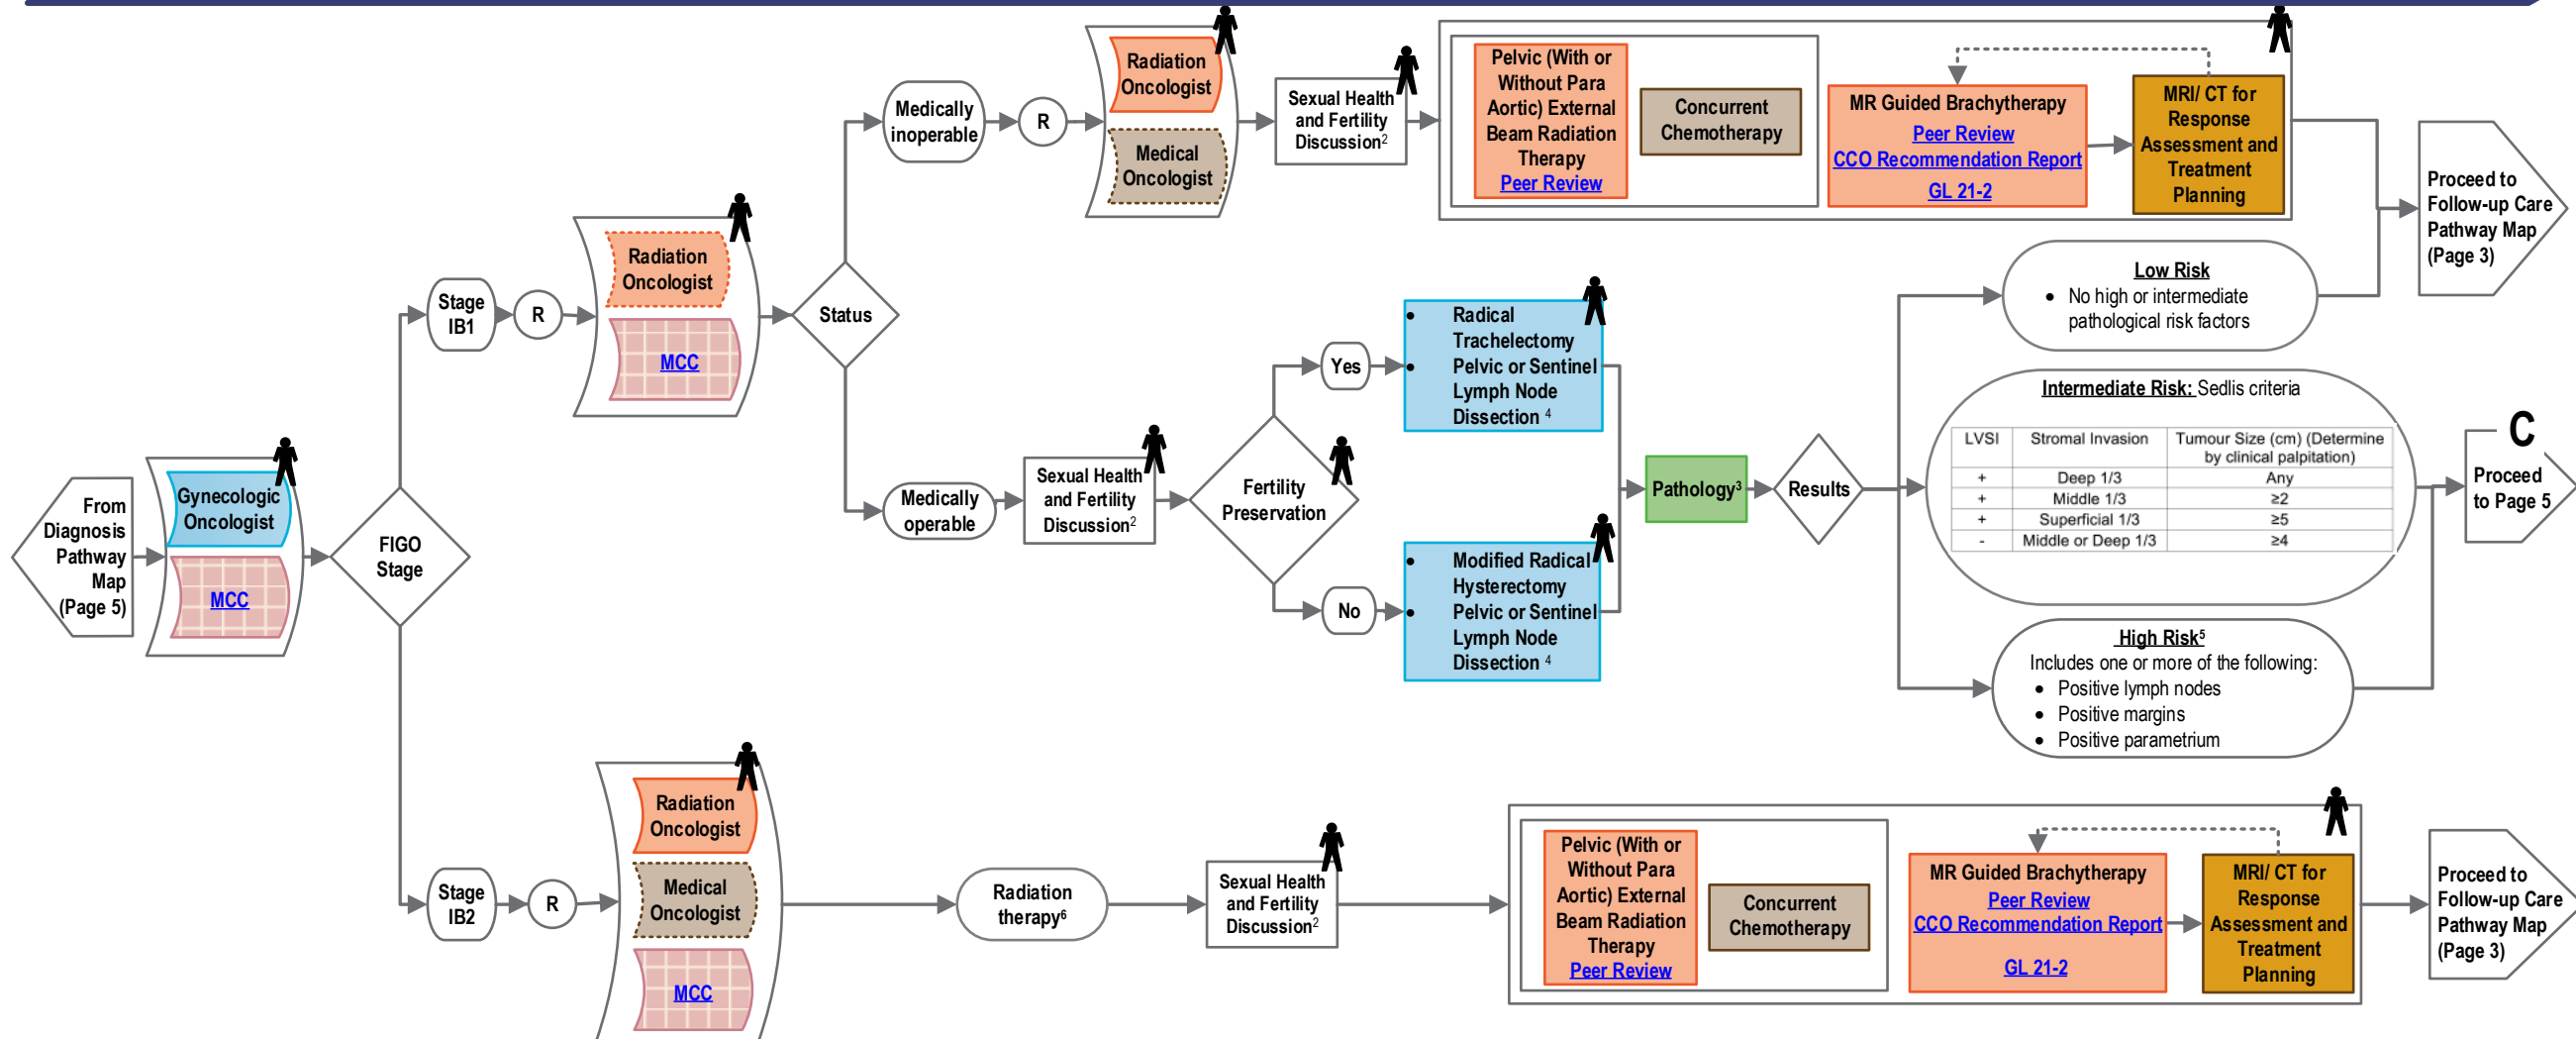 From
Diagnosis
Pathway
Map
(Page 5)
Gynecologic
Oncologist
MCC
FIGO
Stage
Stage
IB1
R
Radiation
Oncologist
MCC
Status
Medically
inoperable
R
Radiation
Oncologist
Medical
Oncologist
Sexual Health
and Fertility
Discussion2
Pelvic (With or
Without Para
Aortic) External
Beam Radiation
Therapy
Peer Review
Concurrent
Chemotherapy
MR Guided Brachytherapy
Peer Review
CCO Recommendation Report
GL 21-2
MRI/ CT for
Response
Assessment and
Treatment
Planning
Proceed to
Follow-up Care
Pathway Map
(Page 3)
Medically
operable
Sexual Health
and Fertility
Discussion2
Fertility
Preservation
Yes
• Radical
Trachelectomy
• Pelvic or Sentinel
Lymph Node
Dissection 4
No
• Modified Radical
Hysterectomy
• Pelvic or Sentinel
Lymph Node
Dissection 4
Pathology3
Results
Low Risk
• No high or intermediate
pathological risk factors
Intermediate Risk: Sedlis criteria
LVSI Stromal Invasion Tumour Size (cm) (Determine
by clinical palpitation)
+ Deep 1/3 Any
+ Middle 1/3 ≥2
+ Superficial 1/3 ≥5
- Middle or Deep 1/3 ≥4
High Risk5
Includes one or more of the following:
• Positive lymph nodes
• Positive margins
• Positive parametrium
C
Proceed
to Page 5
Stage
IB2
R
Radiation
Oncologist
Medical
Oncologist
MCC
Radiation
therapy6
Sexual Health
and Fertility
Discussion2
Pelvic (With or
Without Para
Aortic) External
Beam Radiation
Therapy
Peer Review
Concurrent
Chemotherapy
MR Guided Brachytherapy
Peer Review
CCO Recommendation Report
GL 21-2
MRI/ CT for
Response
Assessment and
Treatment
Planning
Proceed to
Follow-up Care
Pathway Map
(Page 3)